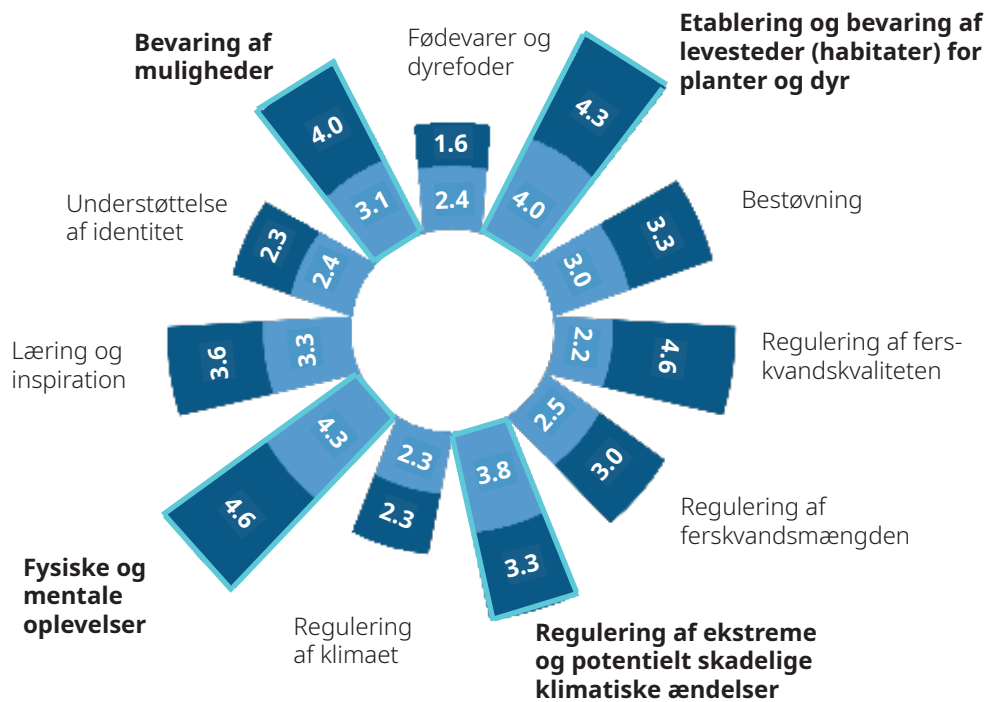 Bevaring af
muligheder
Fødevarer og
dyrefoder
Etablering og bevaring af
levesteder (habitater) for
planter og dyr
4.0
3.1
1.6
2.4
4.3
4.0
Understøttelse
af identitet
2.3
2.4
Bestøvning
3.3
3.0
Læring og
inspiration
3.6
3.3
Regulering af fers-
kvandskvaliteten
2.2
4.6
Fysiske og
mentale
oplevelser
4.3
4.6
Regulering
af klimaet
2.3
2.3
Regulering af ekstreme
og potentielt skadelige
klimatiske ændelser
3.8
3.3
Regulering af
ferskvandsmængden
2.5
3.0